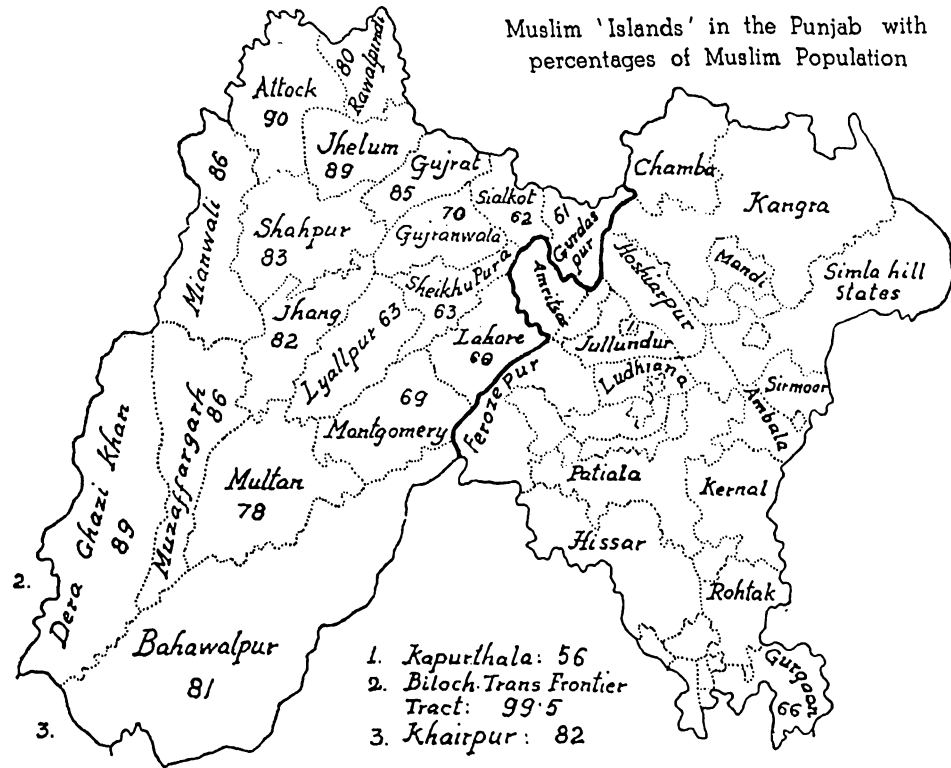 Muslim 'Islands' in the Punjab with
percentages of Muslim Population
80
Rawalpindi
Attock
90
Jhelum
89
Gujrat
85
Mianwali 86
Shahpur
83
70
Gujranwala
Sialkot
62
51
Gurdas
pur
Chamba
Kangra
Mandi
Simla hill
States
Hoshiarpur
Amritsar
Sheikhupura
63
Jhang
82
Lyallpur 63
Lahore
60
Jullundur
1.
Ludhiana
Sirmoor
Ambala
Ferozepur
69
Montgomery
Muzaffargarh
86
Multan
78
Patiala
Kernal
Dera Ghazi Khan
89
Hissar
2.
Rohtak
Bahawalpur
81
3.
Gurgaon
66
1. Kapurthala: 56
2. Biloch Trans Frontier
Tract: 99·5
3. Khairpur: 82